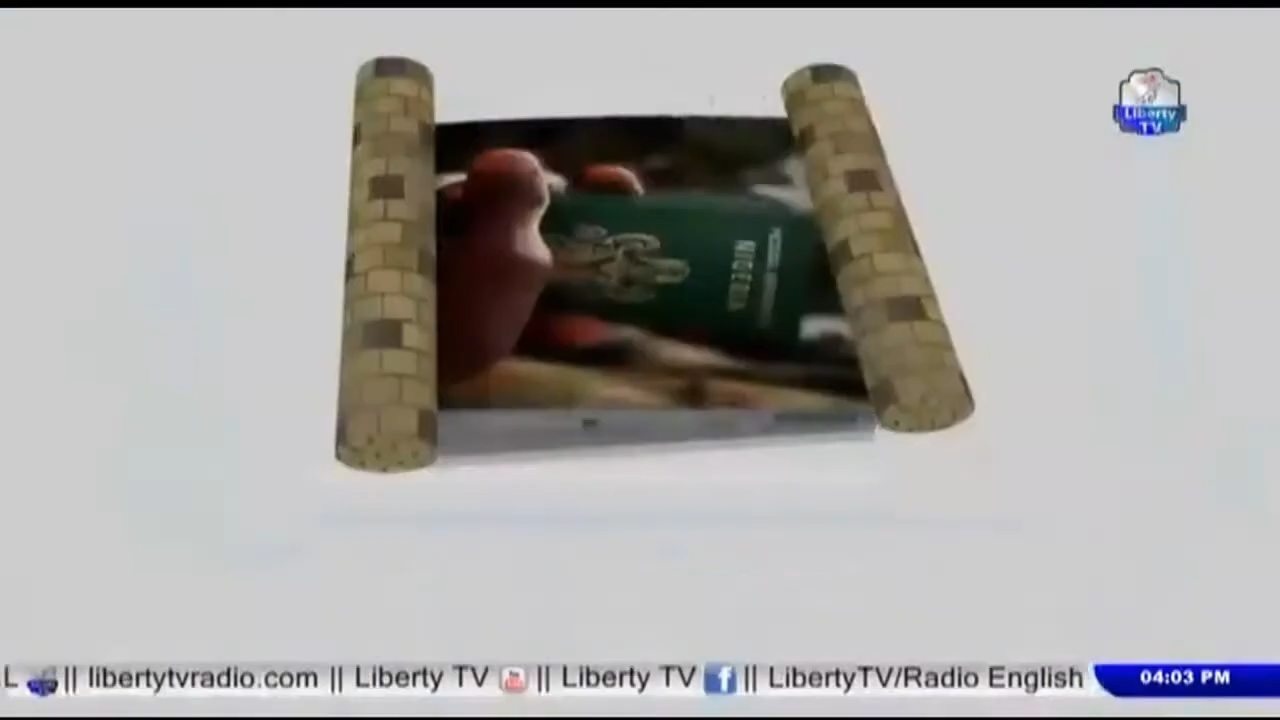 Liberty
TV
NIGERIA
L || libertytvradio.com || Liberty TV || Liberty TV || LibertyTV/Radio English
04:03 PM